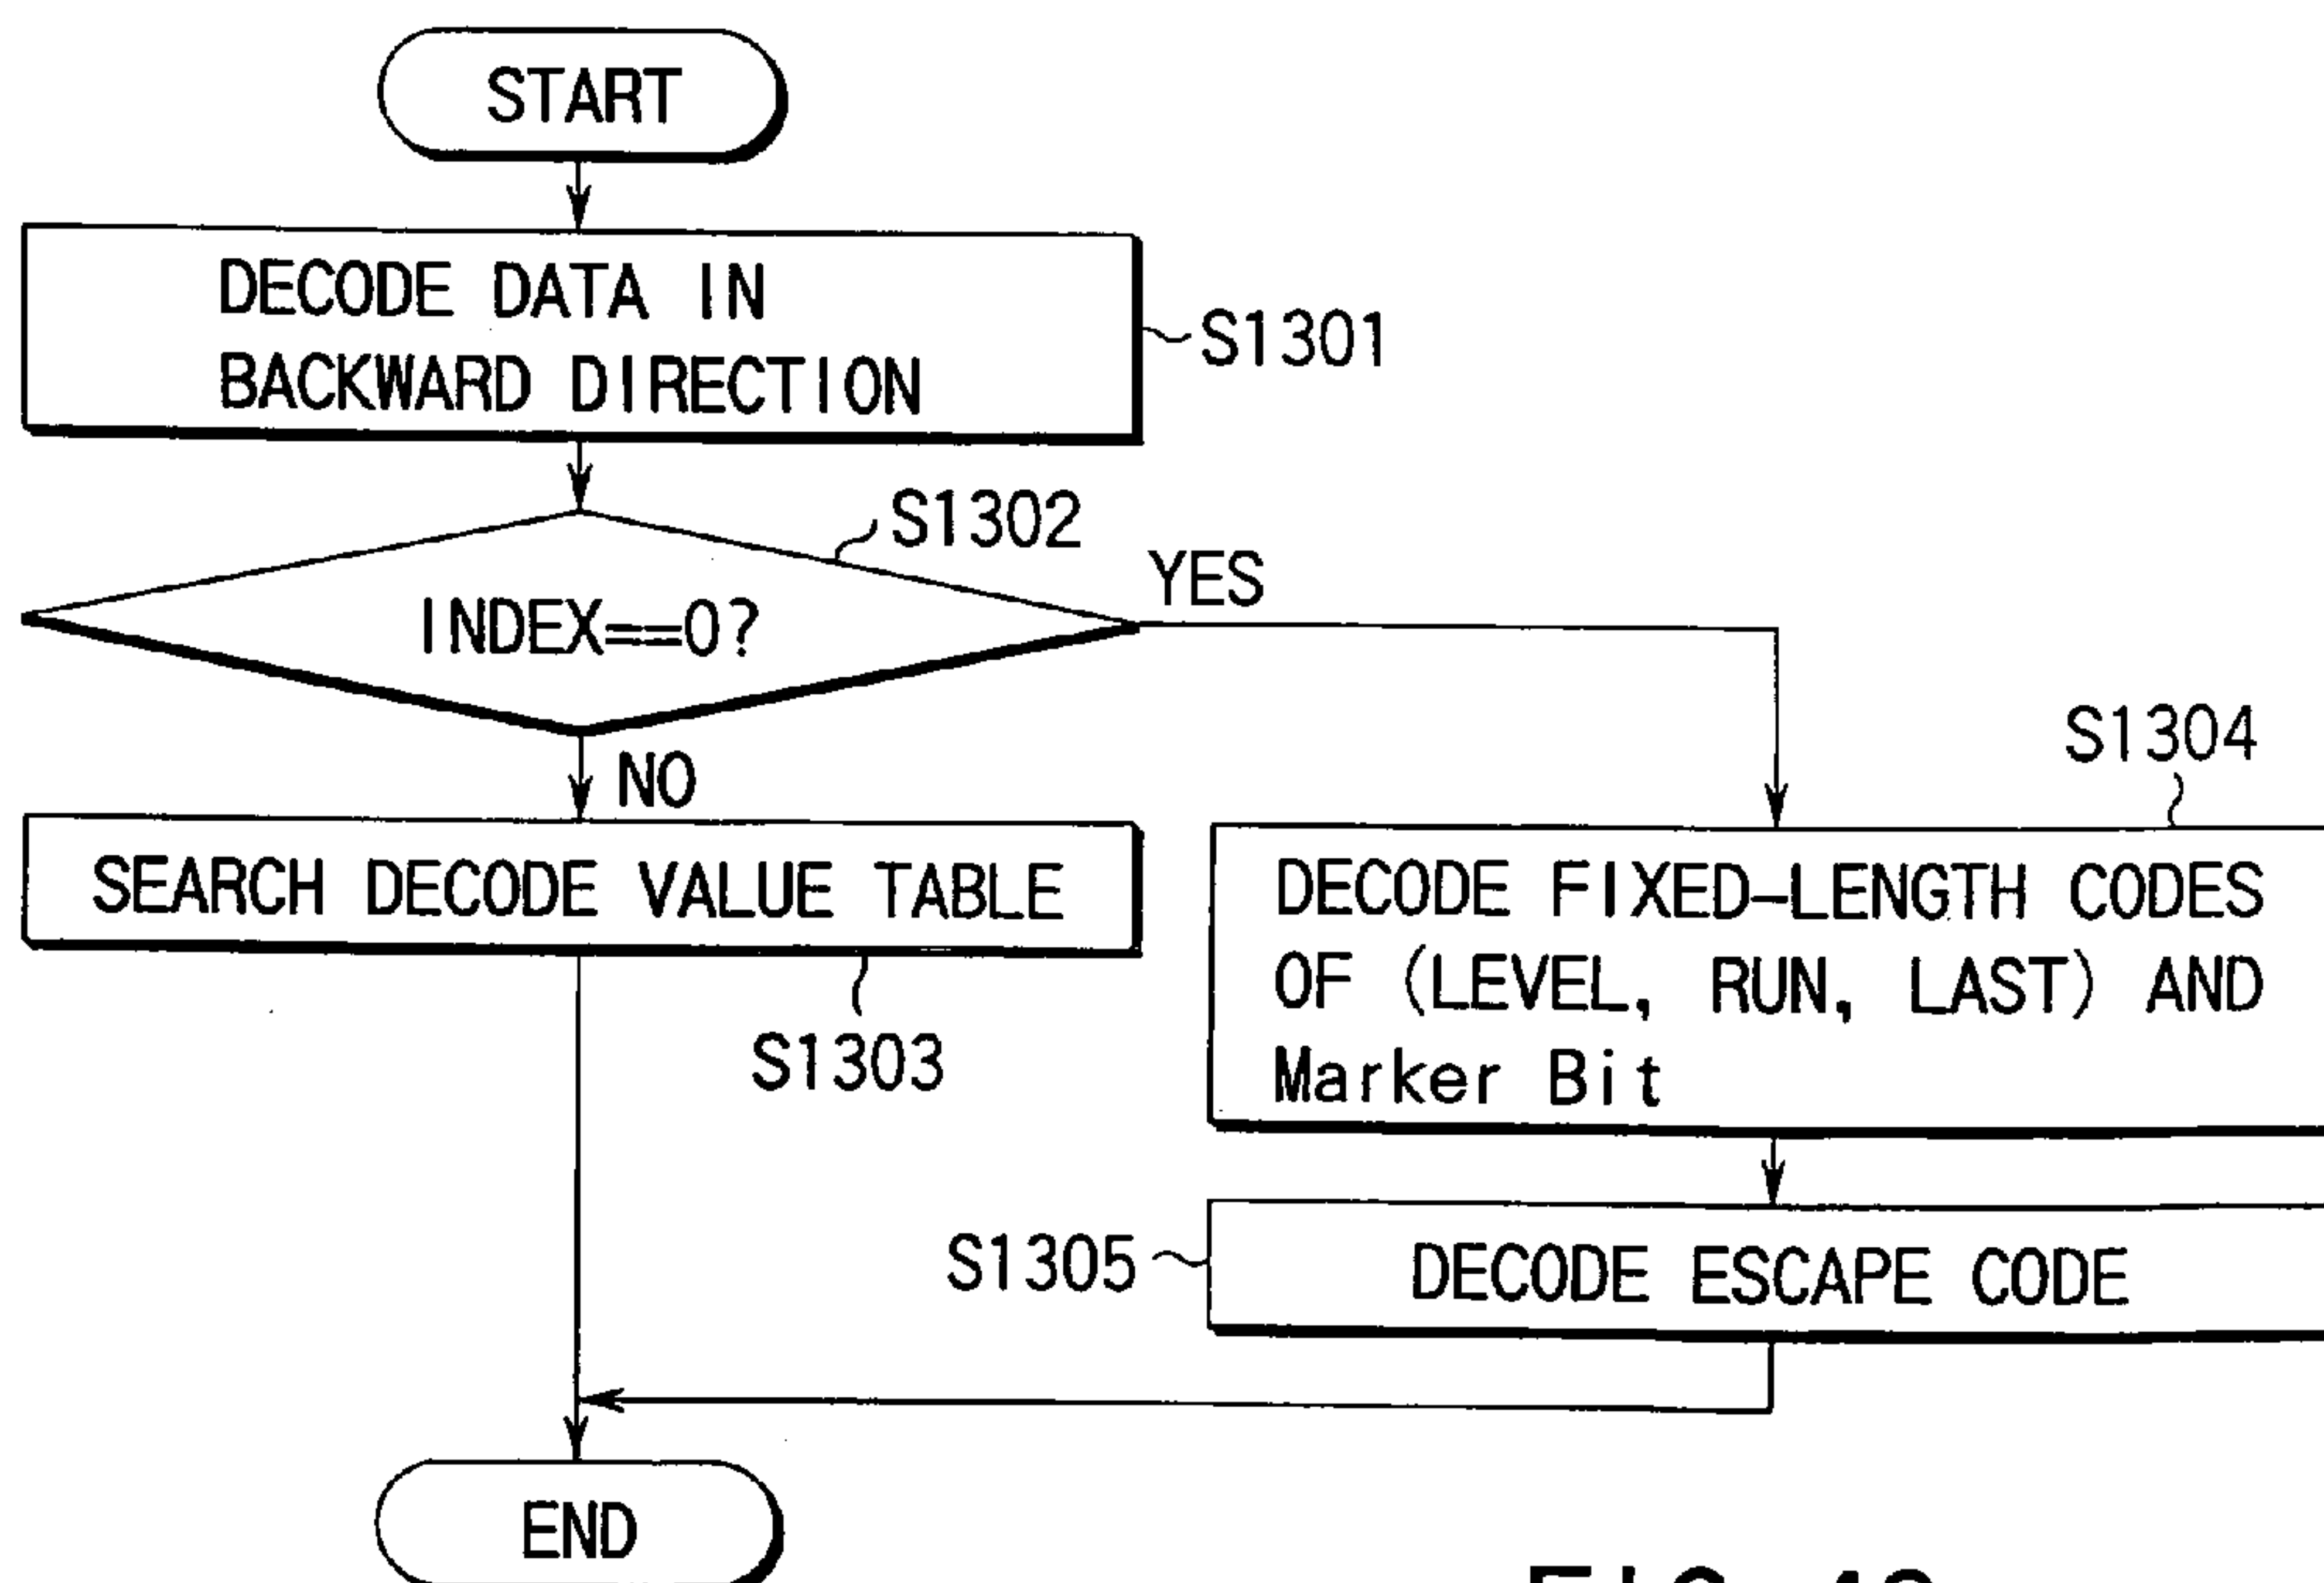 START
DECODE DATA IN
BACKWARD DIRECTION
S1301
S1302
INDEX==0?
YES
NO
SEARCH DECODE VALUE TABLE
S1303
S1304
DECODE FIXED-LENGTH CODES
OF (LEVEL, RUN, LAST) AND
Marker Bit
S1305
DECODE ESCAPE CODE
END